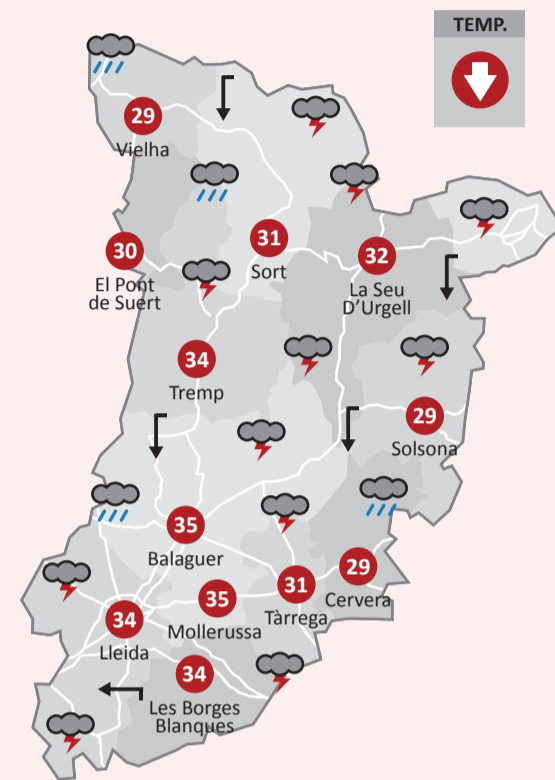 TEMP.
29
Vielha
30
El Pont
de Suert
31
Sort
32
La Seu
D'Urgell
34
Tremp
29
Solsona
35
Balaguer
34
Lleida
35
Mollerussa
31
Tàrrega
29
Cervera
34
Les Borges
Blanques